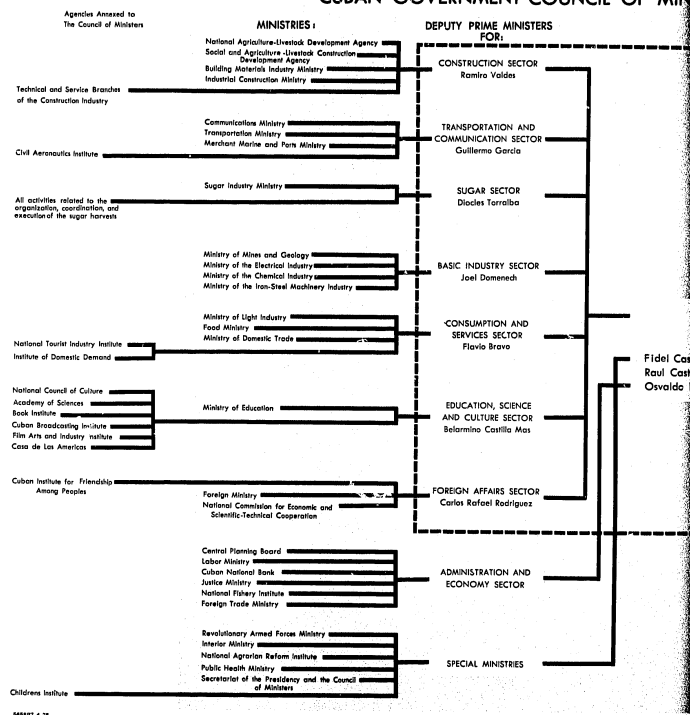 CUBAN GOVERNMENT COUNCIL OF MIN
Agencies Annexed to
The Council of Ministers
MINISTRIES:
DEPUTY PRIME MINISTERS
FOR:
National Agriculture-Livestock Development Agency
Social and Agriculture -Livestock Construction
Development Agency
Building Materials Industry Ministry
Industrial Construction Ministry
Technical and Service Branches
of the Construction Industry
CONSTRUCTION SECTOR
Ramiro Valdes
Communications Ministry
Transportation Ministry
Merchant Marine and Ports Ministry
Civil Aeronautics Institute
TRANSPORTATION AND
COMMUNICATION SECTOR
Guillermo Garcia
Sugar Industry Ministry
All activities related to the
organization, coordination, and
execution of the sugar harvests
SUGAR SECTOR
Diocles Torralba
Ministry of Mines and Geology
Ministry of the Electrical Industry
Ministry of the Chemical Industry
Ministry of the Iron-Steel Machinery Industry
BASIC INDUSTRY SECTOR
Joel Domenech
Ministry of Light Industry
Food Ministry
Ministry of Domestic Trade
National Tourist Industry Institute
Institute of Domestic Demand
CONSUMPTION AND
SERVICES SECTOR
Flavio Bravo
Fidel Cas
Raul Cast
Osvaldo
National Council of Culture
Academy of Sciences
Book Institute
Cuban Broadcasting Institute
Film Arts and Industry Institute
Casa de Las Americas
Ministry of Education
EDUCATION, SCIENCE
AND CULTURE SECTOR
Belarmino Castilla Mas
Cuban Institute for Friendship
Among Peoples
Foreign Ministry
National Commission for Economic and
Scientific-Technical Cooperation
FOREIGN AFFAIRS SECTOR
Carlos Rafael Rodriguez
Central Planning Board
Labor Ministry
Cuban National Bank
Justice Ministry
National Fishery Institute
Foreign Trade Ministry
ADMINISTRATION AND
ECONOMY SECTOR
Revolutionary Armed Forces Ministry
Interior Ministry
National Agrarian Reform Institute
Public Health Ministry
Secretariat of the Presidency and the Council
of Ministers
Childrens Institute
SPECIAL MINISTRIES